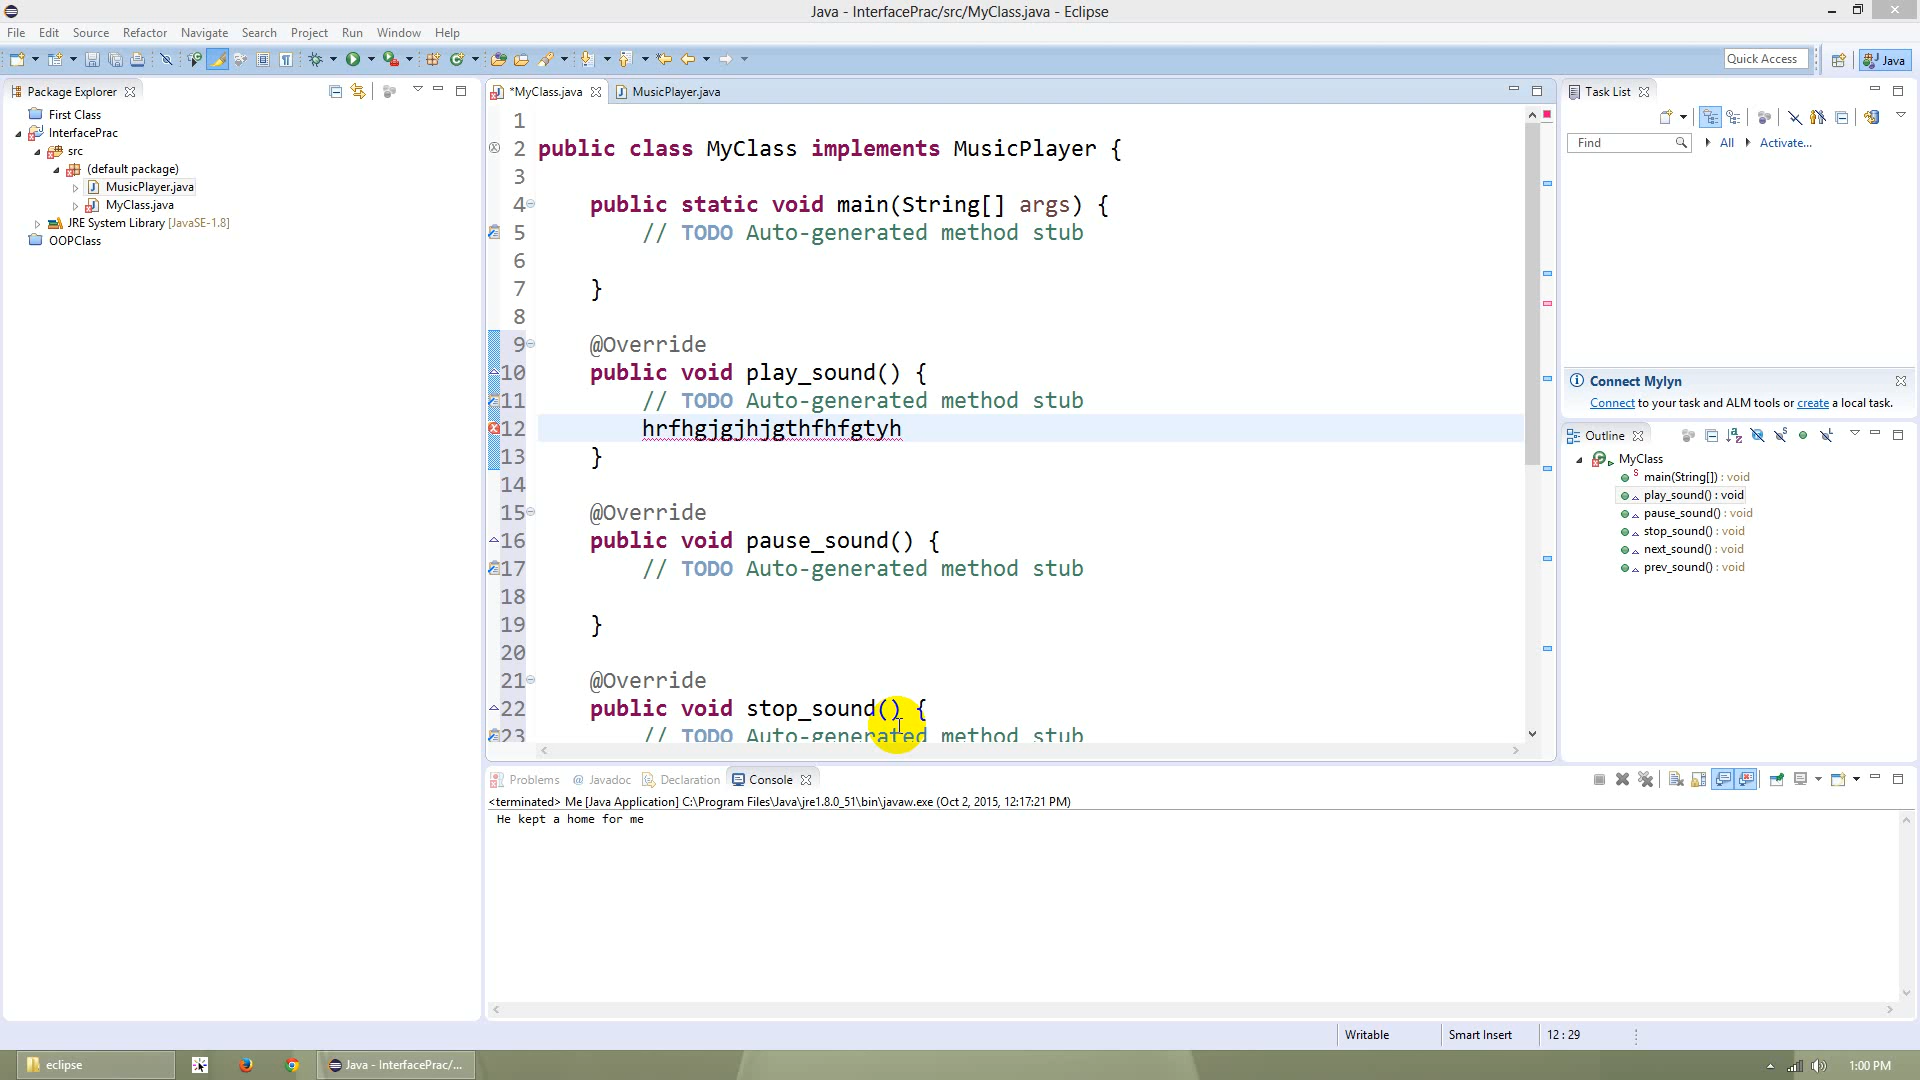 Java - InterfacePrac/src/MyClass.java - Eclipse
File Edit Source Refactor Navigate Search Project Run Window Help
Quick Access
Java
Package Explorer
First Class
InterfacePrac
src
(default package)
MusicPlayer.java
MyClass.java
JRE System Library [JavaSE-1.8]
OOPClass
*MyClass.java MusicPlayer.java
1
2 public class MyClass implements MusicPlayer {
3
4 public static void main(String[] args) {
5 // TODO Auto-generated method stub
6
7 }
8
9 @Override
10 public void play_sound() {
11 // TODO Auto-generated method stub
12 hrfhgjgjhjgthfhfgtyh
13 }
14
15 @Override
16 public void pause_sound() {
17 // TODO Auto-generated method stub
18
19 }
20
21 @Override
22 public void stop_sound() {
23 // TODO Auto-generated method stub
Task List
Find All Activate...
Connect Mylyn
Connect to your task and ALM tools or create a local task.
Outline
MyClass
main(String[]) : void
play_sound() : void
pause_sound() : void
stop_sound() : void
next_sound() : void
prev_sound() : void
Problems @ Javadoc Declaration Console
<terminated> Me [Java Application] C:\Program Files\Java\jre1.8.0_51\bin\javaw.exe (Oct 2, 2015, 12:17:21 PM)
He kept a home for me
Writable Smart Insert 12 : 29
eclipse Java - InterfacePrac/... 1:00 PM